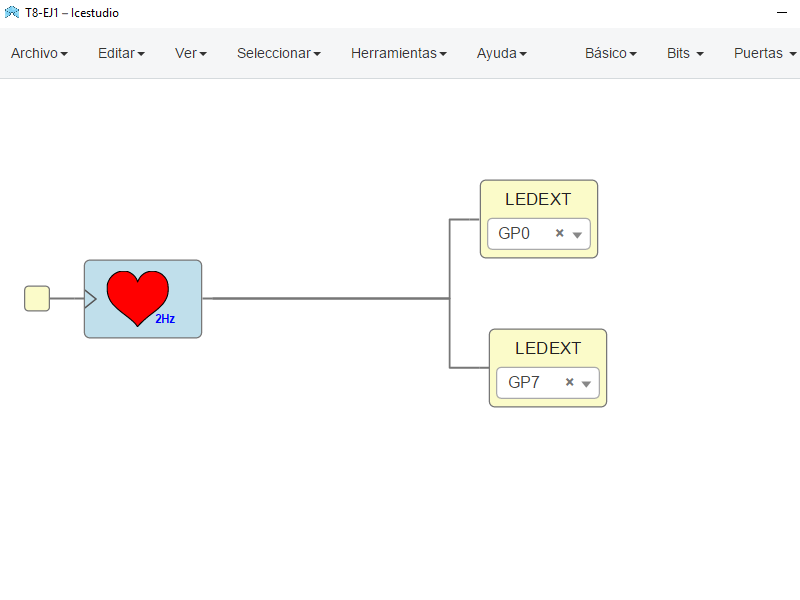 T8-EJ1 – Icestudio
Archivo Editar Ver Seleccionar Herramientas Ayuda Básico Bits Puertas
LEDEXT
GP0
2Hz
LEDEXT
GP7